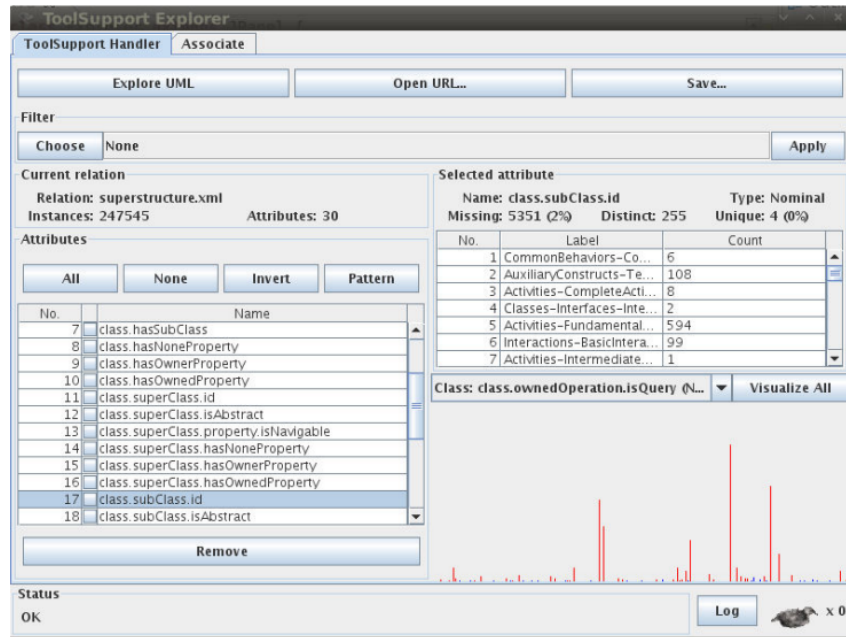 ToolSupport Explorer
ToolSupport Handler Associate
Explore UML Open URL... Save...
Filter
Choose None Apply
Current relation
Relation: superstructure.xml
Instances: 247545 Attributes: 30
Selected attribute
Name: class.subClass.id Type: Nominal
Missing: 5351 (2%) Distinct: 255 Unique: 4 (0%)
No. Label Count
1 CommonBehaviors-Co... 6
2 AuxiliaryConstructs-Te... 108
3 Activities-CompleteActi... 8
4 Classes-Interfaces-Inte... 2
5 Activities-Fundamental... 594
6 Interactions-BasicIntera... 99
7 Activities-Intermediate... 1
Attributes
All None Invert Pattern
No. Name
7 class.hasSubClass
8 class.hasNoneProperty
9 class.hasOwnerProperty
10 class.hasOwnedProperty
11 class.superClass.id
12 class.superClass.isAbstract
13 class.superClass.property.isNavigable
14 class.superClass.hasNoneProperty
15 class.superClass.hasOwnerProperty
16 class.superClass.hasOwnedProperty
17 class.subClass.id
18 class.subClass.isAbstract
Remove
Class: class.ownedOperation.isQuery (N... Visualize All
Status
OK
Log x 0